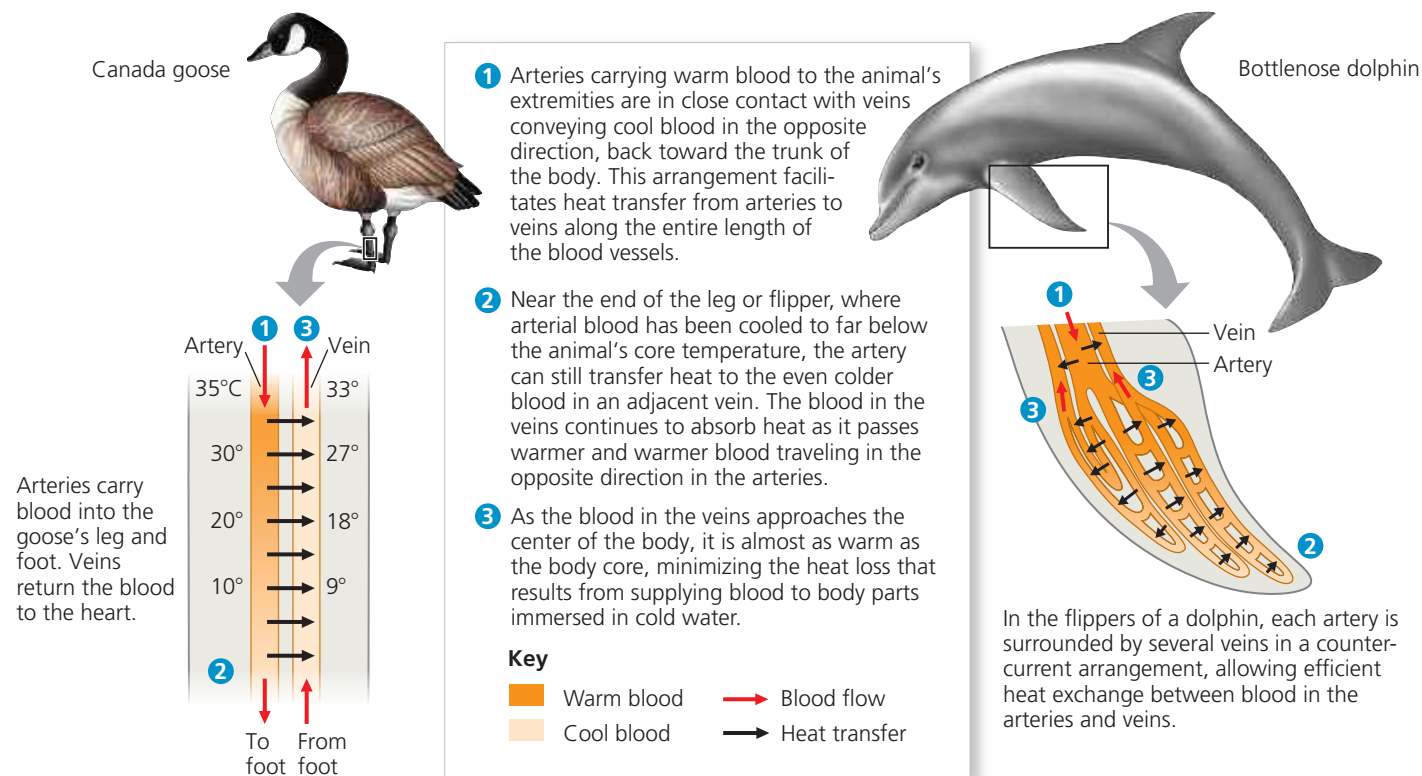 Canada goose
1 Arteries carrying warm blood to the animal's
extremities are in close contact with veins
conveying cool blood in the opposite
direction, back toward the trunk of
the body. This arrangement facili-
tates heat transfer from arteries to
veins along the entire length of
the blood vessels.
2 Near the end of the leg or flipper, where
arterial blood has been cooled to far below
the animal's core temperature, the artery
can still transfer heat to the even colder
blood in an adjacent vein. The blood in the
veins continues to absorb heat as it passes
warmer and warmer blood traveling in the
opposite direction in the arteries.
3 As the blood in the veins approaches the
center of the body, it is almost as warm as
the body core, minimizing the heat loss that
results from supplying blood to body parts
immersed in cold water.
Key
Warm blood
Blood flow
Cool blood
Heat transfer
1 3
Artery Vein
35°C 33°
30° 27°
20° 18°
10° 9°
2
To
foot
From
foot
Arteries carry
blood into the
goose's leg and
foot. Veins
return the blood
to the heart.
Bottlenose dolphin
1
Vein
Artery
3
3
2
In the flippers of a dolphin, each artery is
surrounded by several veins in a counter-
current arrangement, allowing efficient
heat exchange between blood in the
arteries and veins.